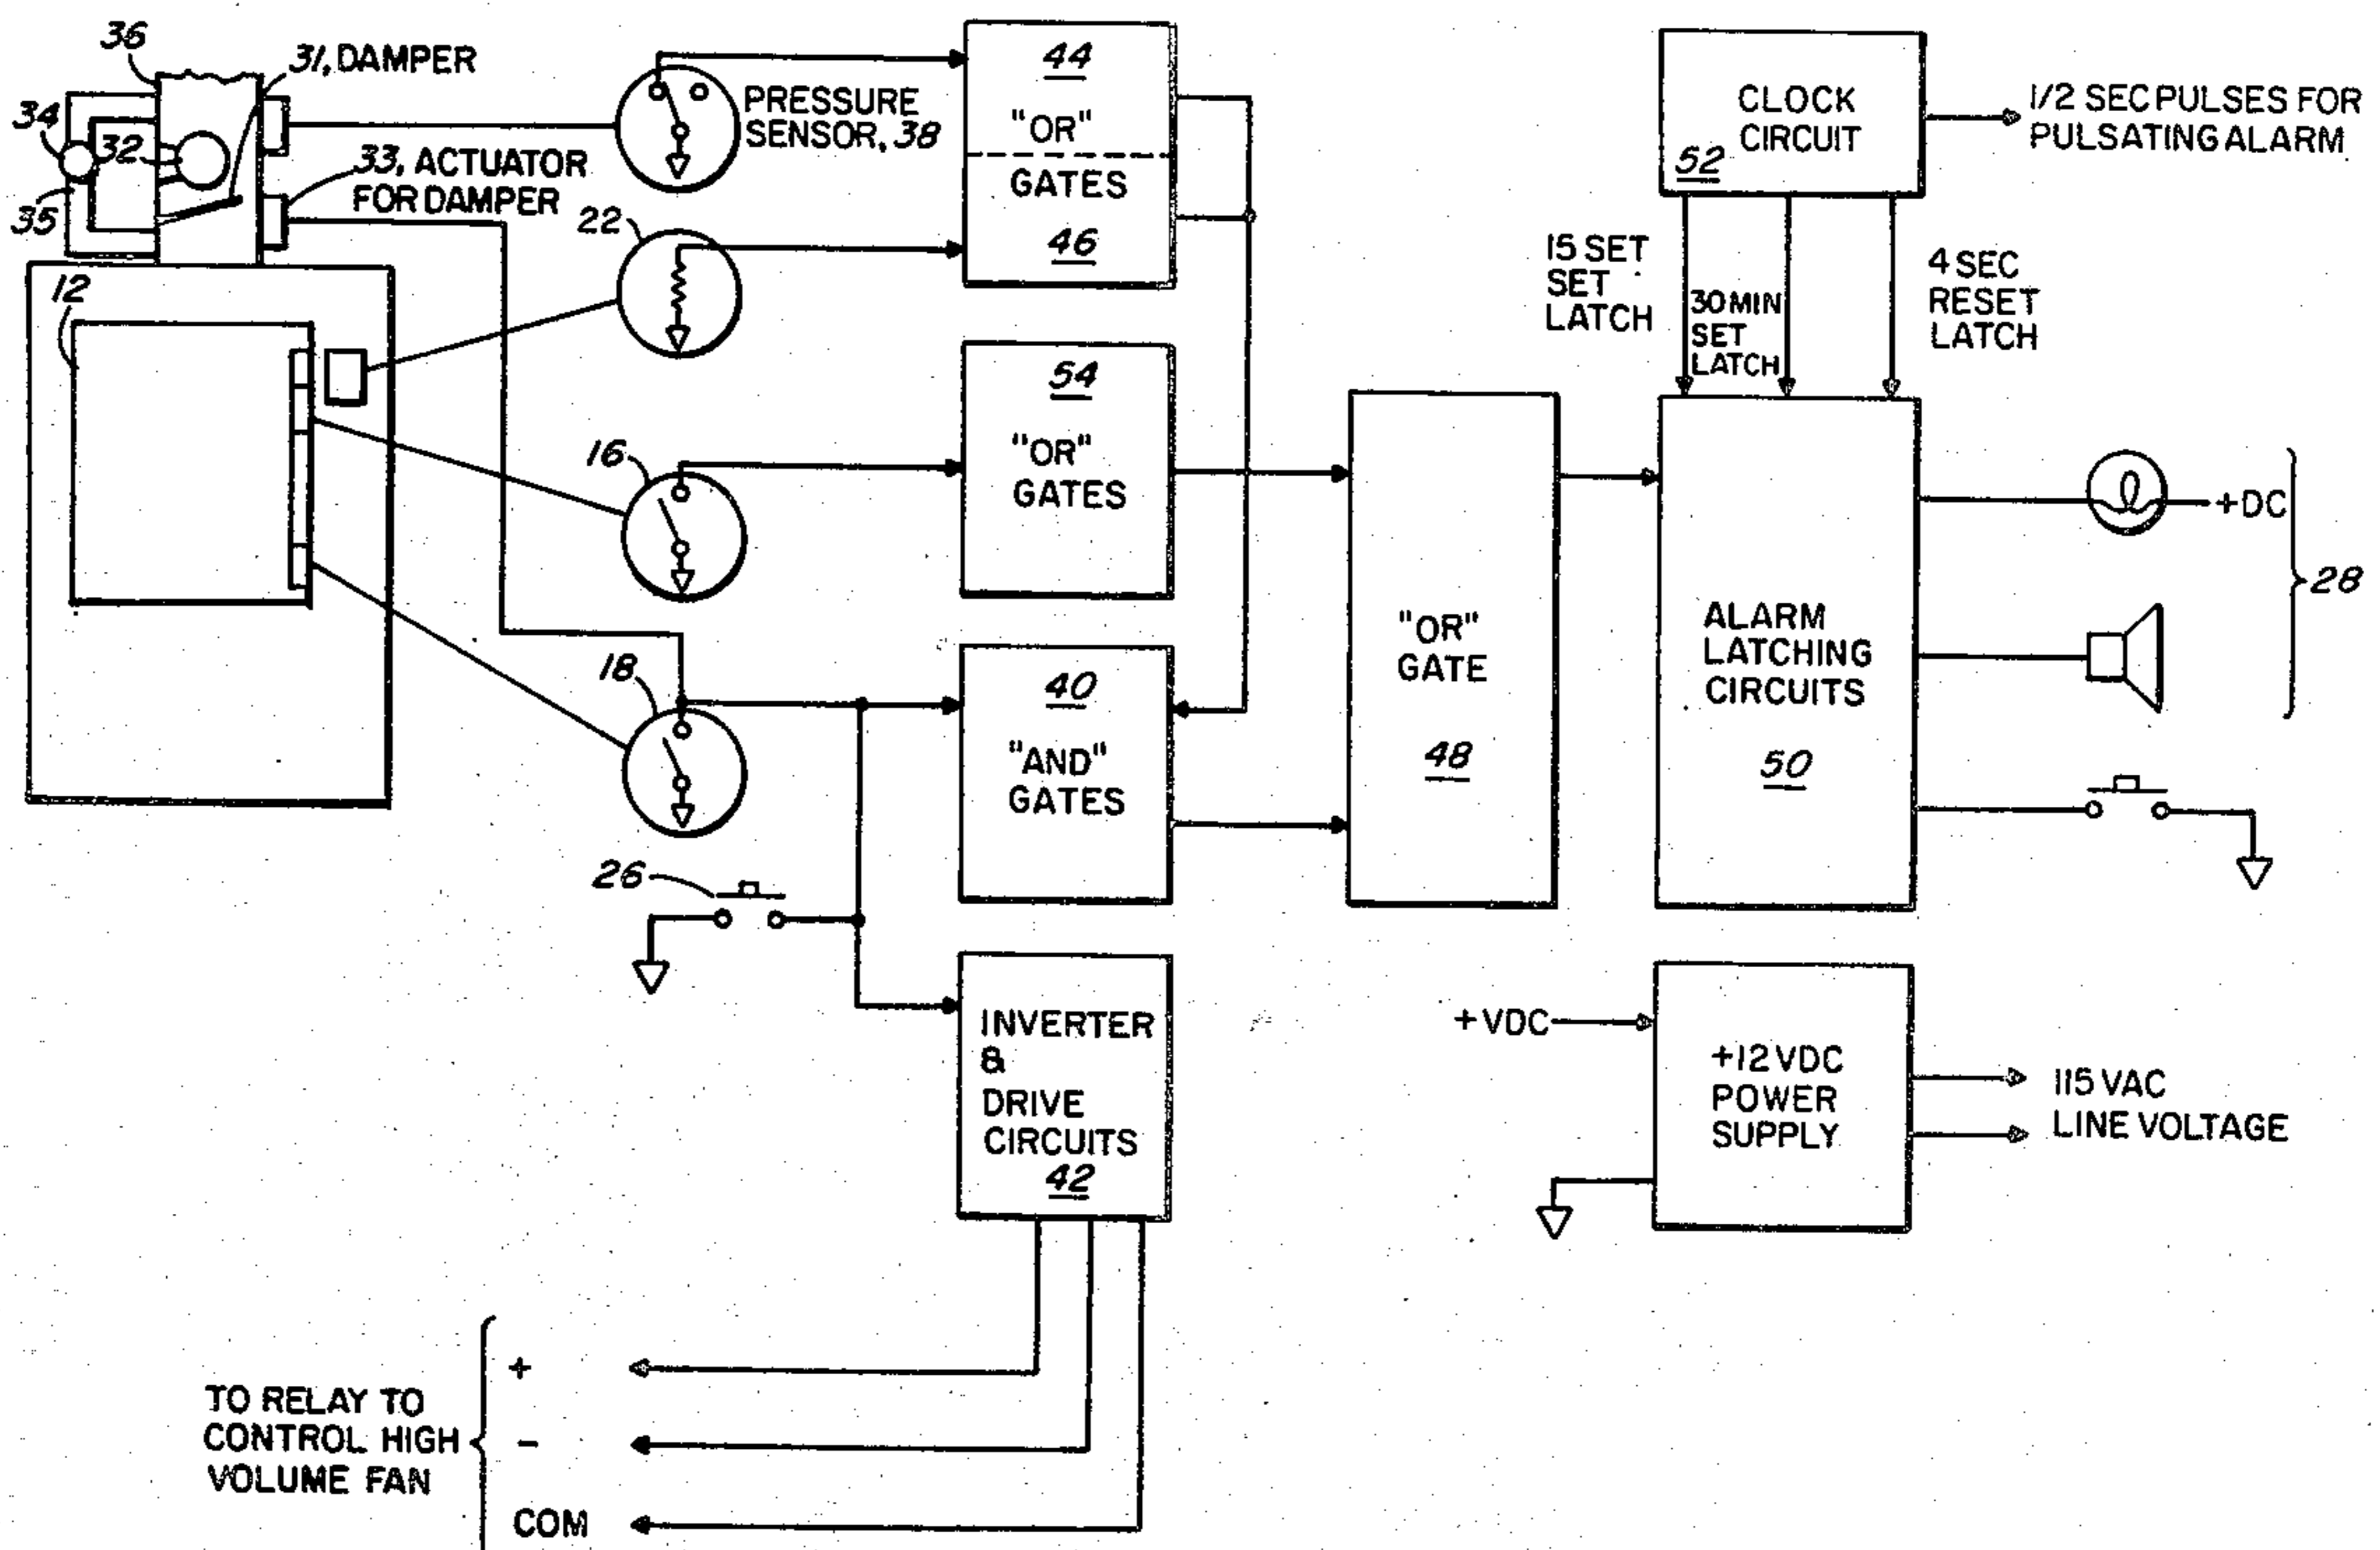 36
31, DAMPER
34
32
35
33, ACTUATOR
FOR DAMPER
12
PRESSURE
SENSOR, 38
22
16
18
26
44
"OR"
GATES
46
54
"OR"
GATES
40
"AND"
GATES
INVERTER
&
DRIVE
CIRCUITS
42
"OR"
GATE
48
CLOCK
CIRCUIT
52
1/2 SEC PULSES FOR
PULSATING ALARM
15 SET
SET
LATCH
30 MIN
SET
LATCH
4 SEC
RESET
LATCH
ALARM
LATCHING
CIRCUITS
50
+DC
28
+VDC
+12 VDC
POWER
SUPPLY
115 VAC
LINE VOLTAGE
TO RELAY TO
CONTROL HIGH
VOLUME FAN
+
-
COM